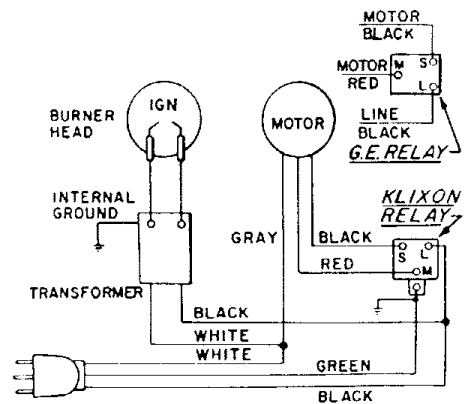 MOTOR
BLACK
MOTOR
RED
M
S
L
LINE
BLACK
G.E. RELAY
IGN
BURNER
HEAD
MOTOR
INTERNAL
GROUND
KLIXON
RELAY
GRAY
BLACK
S
L
RED
M
TRANSFORMER
BLACK
WHITE
WHITE
GREEN
BLACK